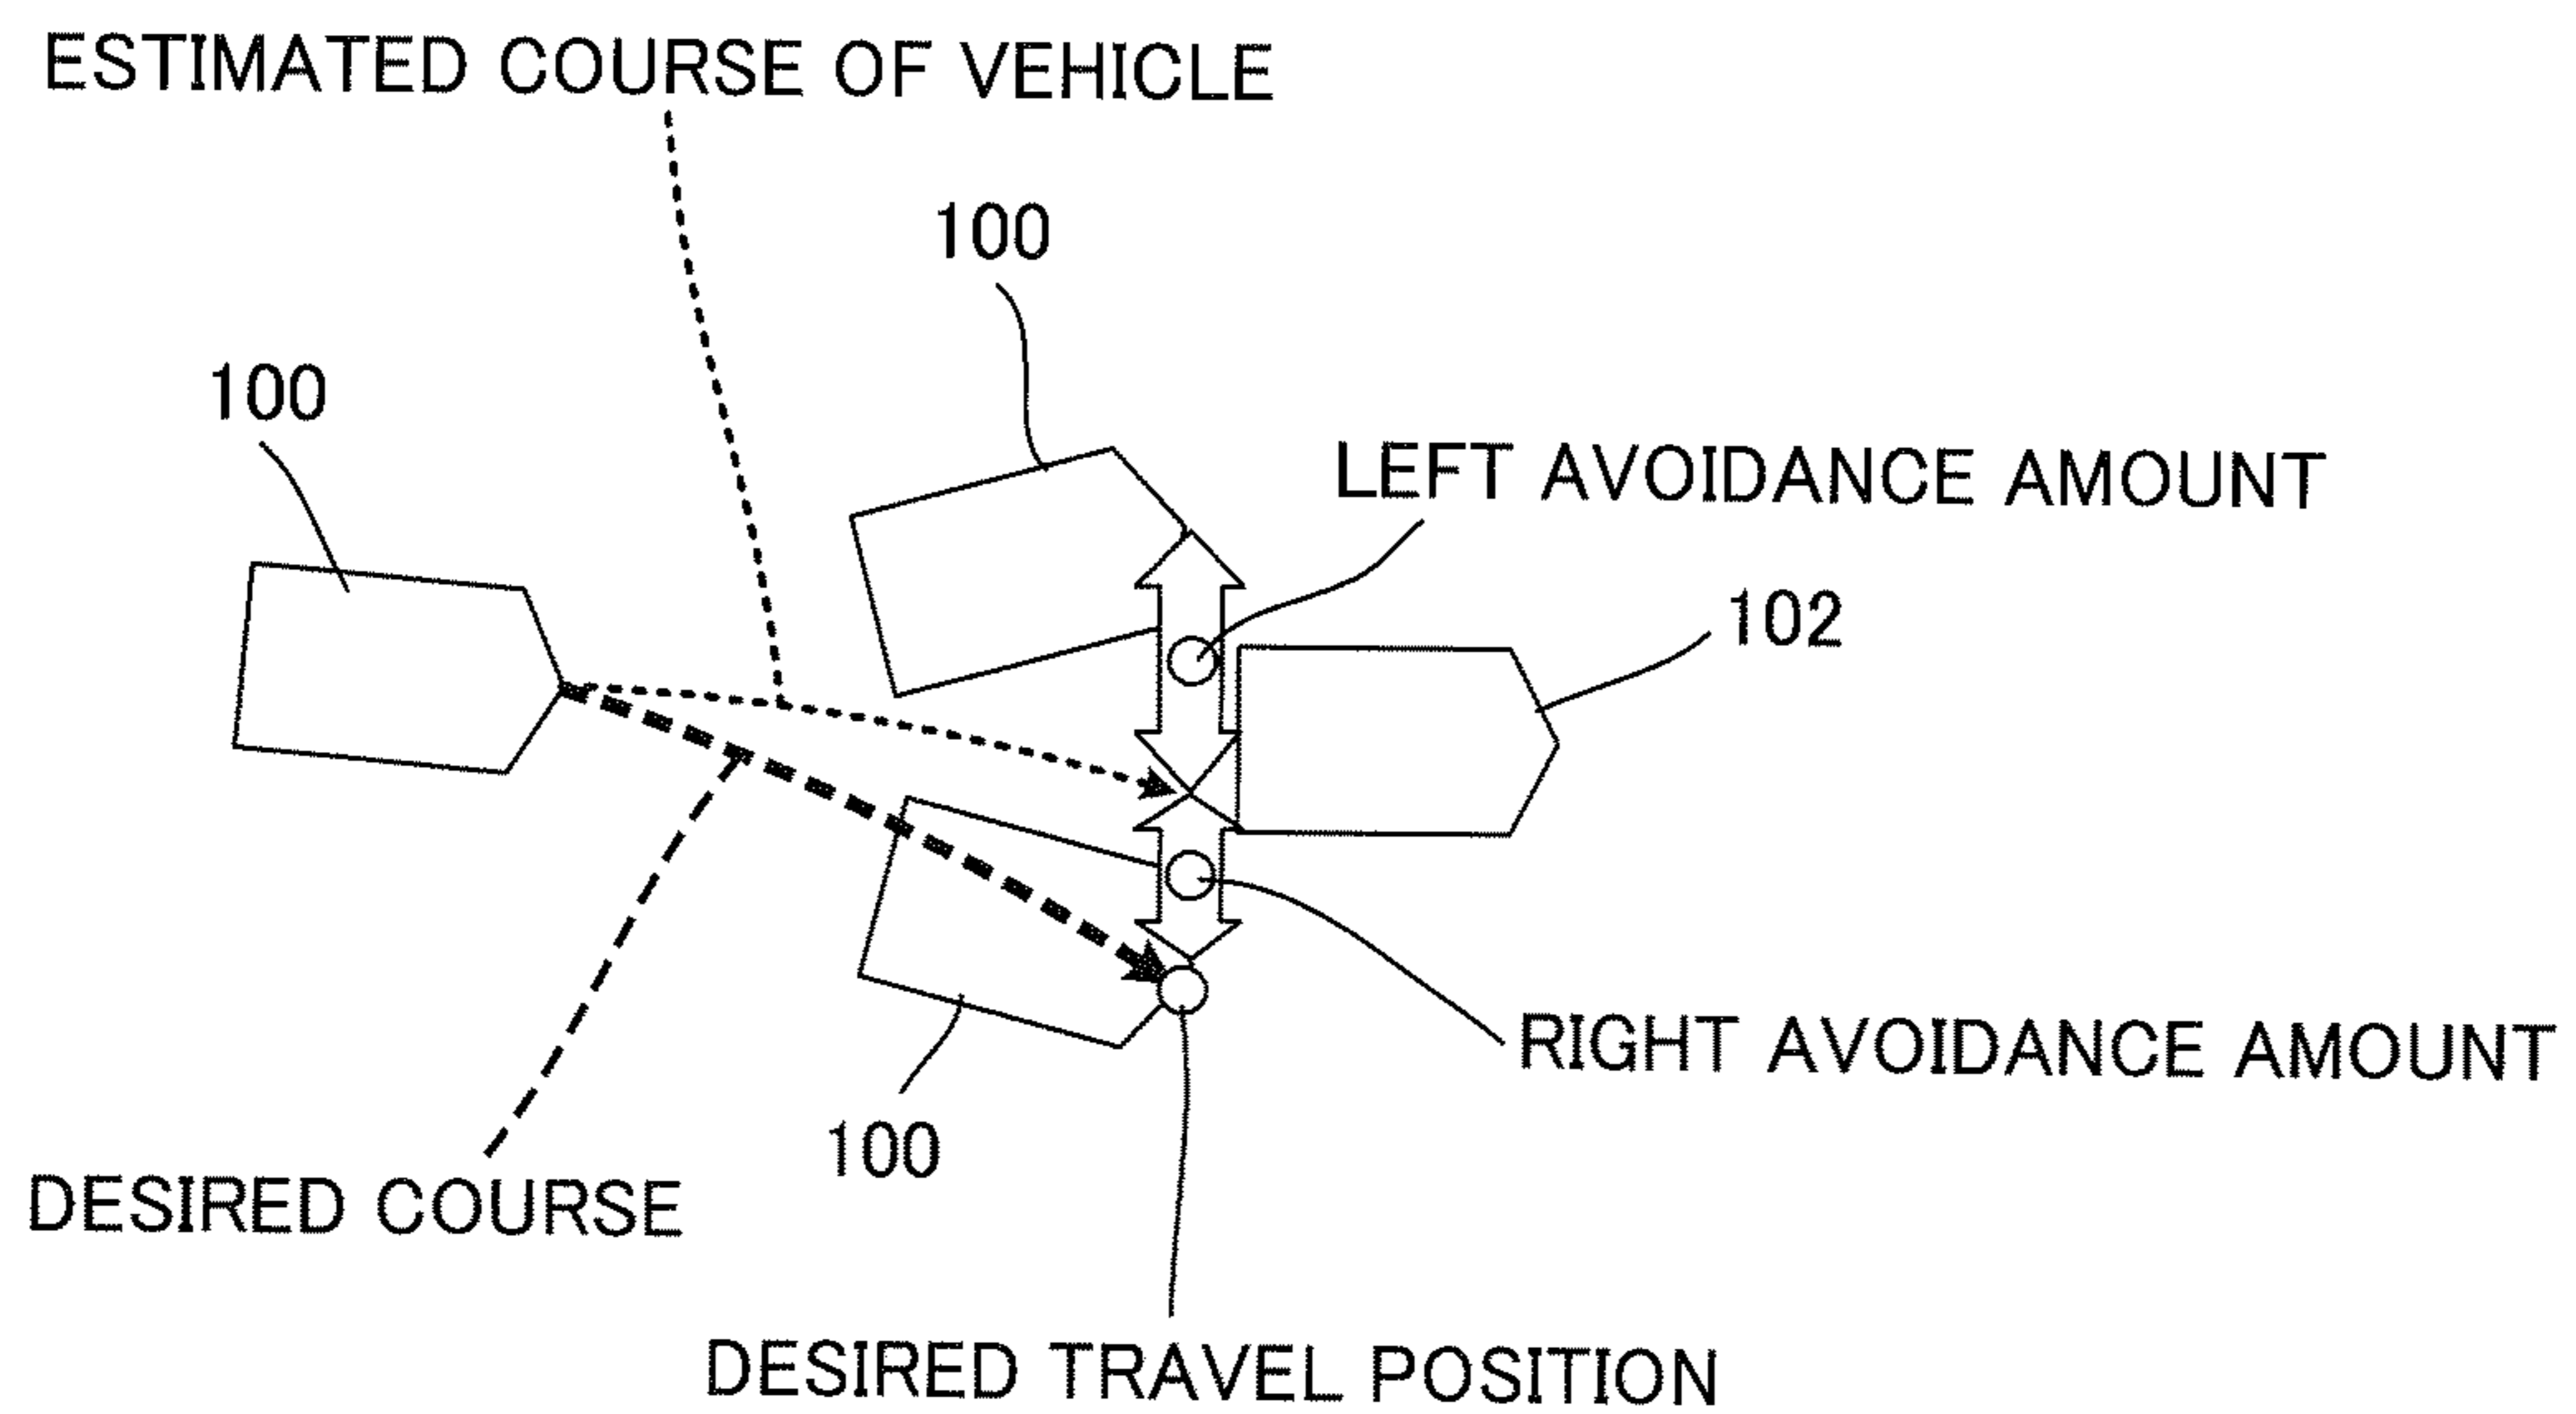 ESTIMATED COURSE OF VEHICLE
100
100
LEFT AVOIDANCE AMOUNT
102
RIGHT AVOIDANCE AMOUNT
100
DESIRED COURSE
DESIRED TRAVEL POSITION